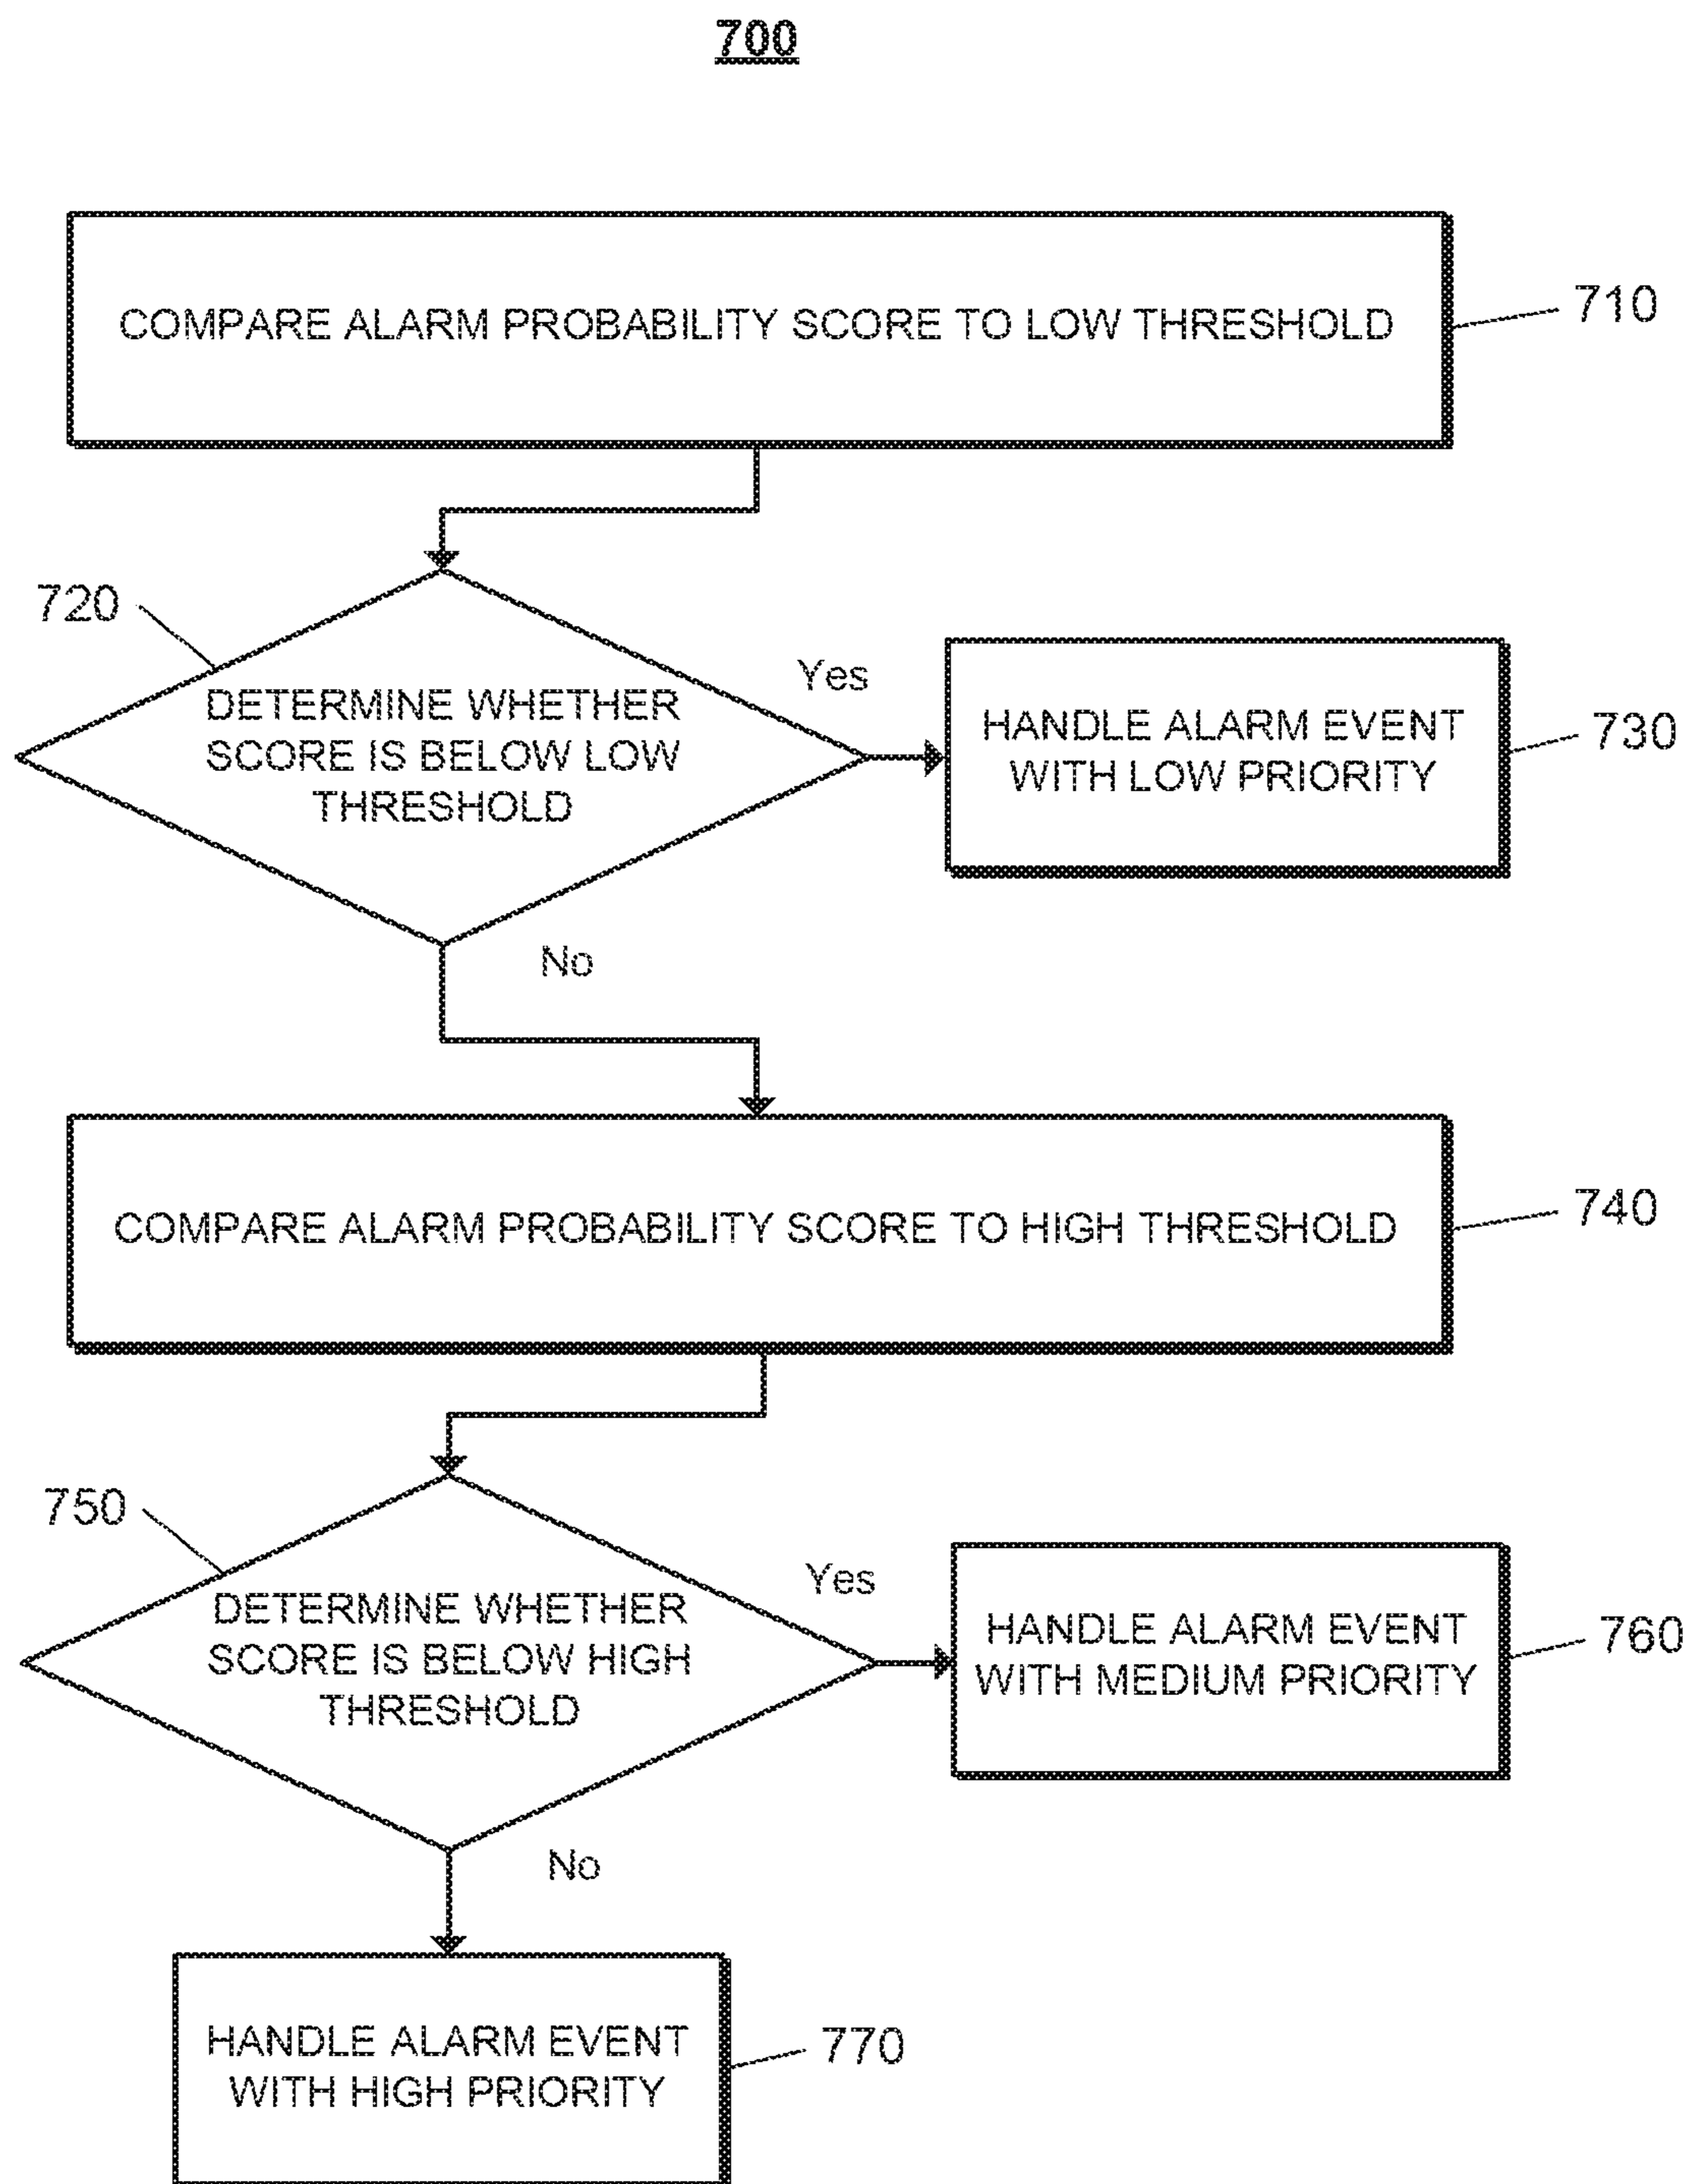 700
COMPARE ALARM PROBABILITY SCORE TO LOW THRESHOLD
710
720
DETERMINE WHETHER
SCORE IS BELOW LOW
THRESHOLD
Yes
HANDLE ALARM EVENT
WITH LOW PRIORITY
730
No
COMPARE ALARM PROBABILITY SCORE TO HIGH THRESHOLD
740
750
DETERMINE WHETHER
SCORE IS BELOW HIGH
THRESHOLD
Yes
HANDLE ALARM EVENT
WITH MEDIUM PRIORITY
760
No
HANDLE ALARM EVENT
WITH HIGH PRIORITY
770